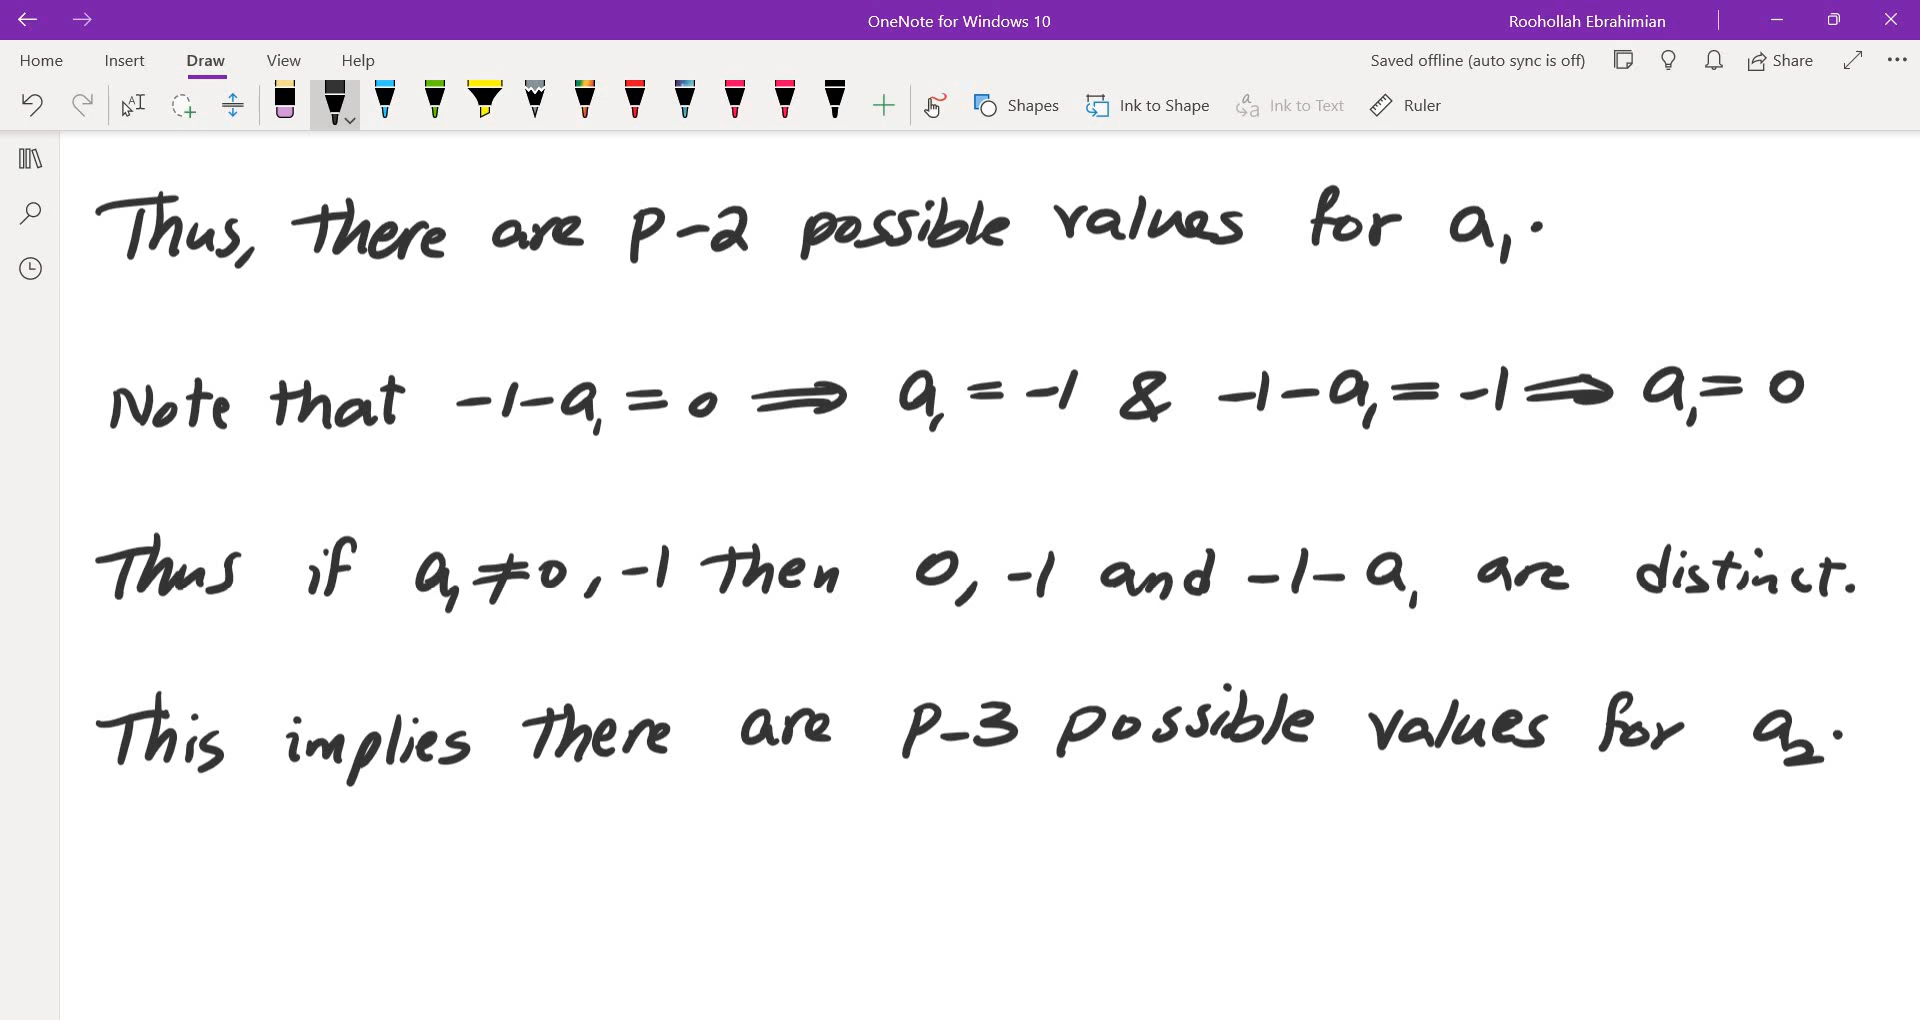 OneNote for Windows 10
Roohollah Ebrahimian
Home Insert Draw View Help
Saved offline (auto sync is off) Share
Shapes Ink to Shape Ink to Text Ruler
Thus, there are p-2 possible values for a₁.
Note that -1-a₁ = 0 ⟹ a₁ = -1 & -1-a₁ = -1 ⟹ a₁ = 0
Thus if a₁ ≠ 0, -1 then 0, -1 and -1-a₁ are distinct.
This implies there are p-3 possible values for a₂.